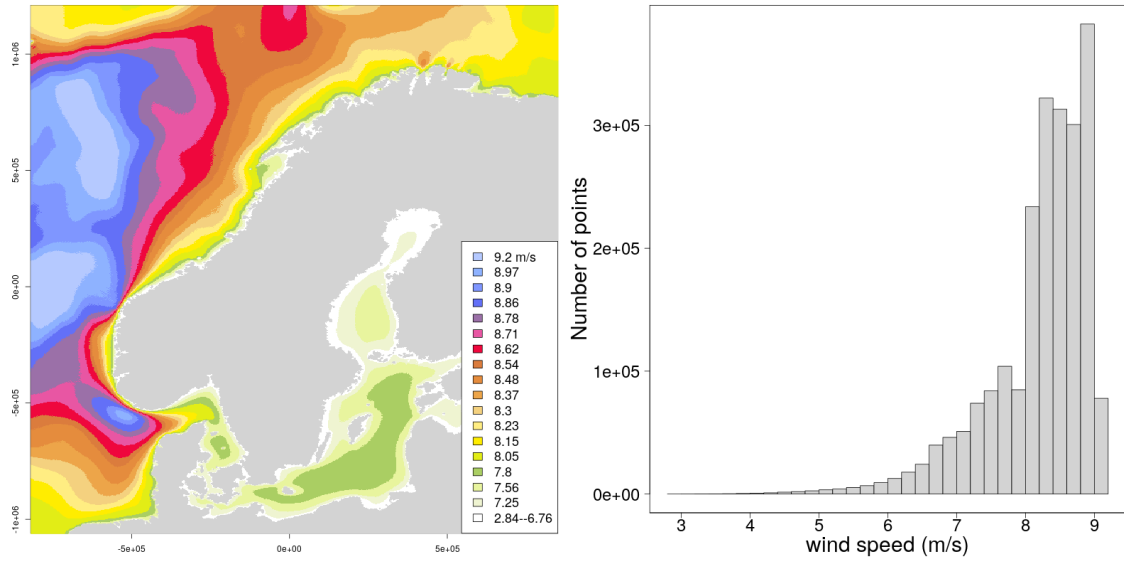 1e+06
5e+05
0e+00
-5e+05
-1e+06
-5e+05
0e+00
5e+05
9.2 m/s
8.97
8.9
8.86
8.78
8.71
8.62
8.54
8.48
8.37
8.3
8.23
8.15
8.05
7.8
7.56
7.25
2.84--6.76
Number of points
3e+05
2e+05
1e+05
0e+00
3 4 5 6 7 8 9
wind speed (m/s)